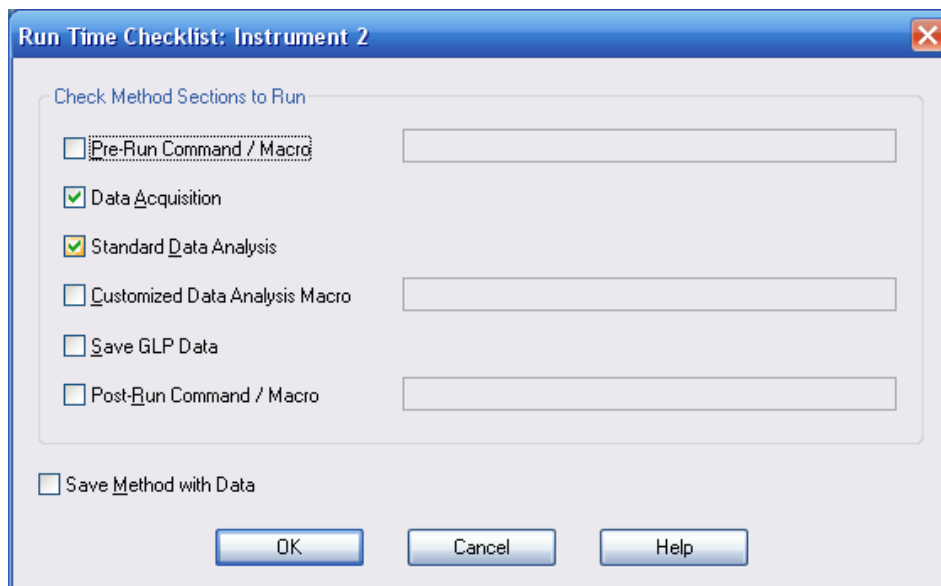 Run Time Checklist: Instrument 2
Check Method Sections to Run
Pre-Run Command / Macro
Data Acquisition
Standard Data Analysis
Customized Data Analysis Macro
Save GLP Data
Post-Run Command / Macro
Save Method with Data
OK Cancel Help